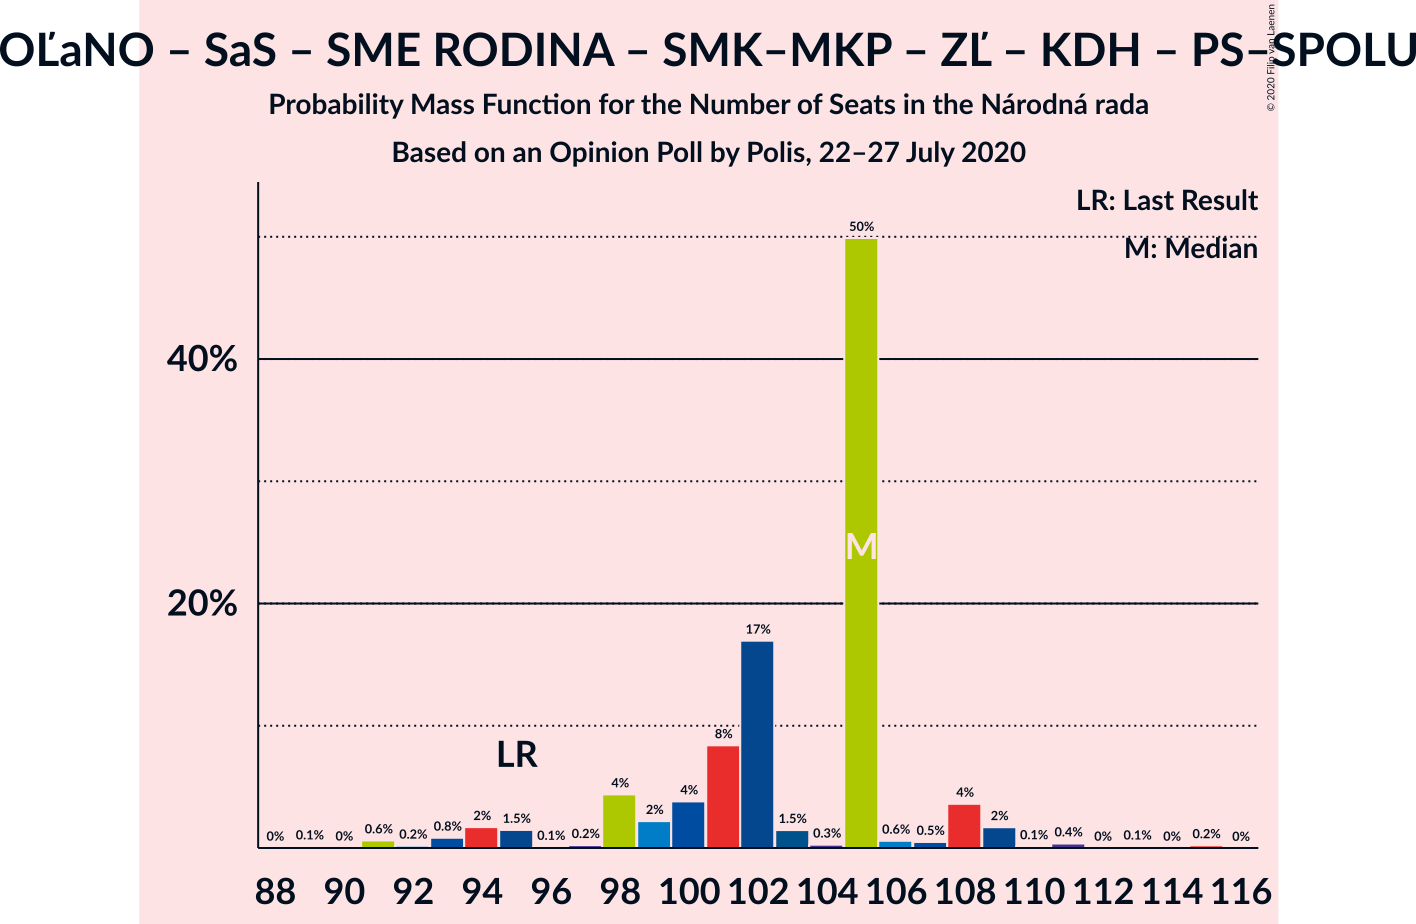 OĽaNO – SaS – SME RODINA – SMK–MKP – ZĽ – KDH – PS–SPOLU
Probability Mass Function for the Number of Seats in the Národná rada
Based on an Opinion Poll by Polis, 22–27 July 2020
© 2020 Filip van Laenen
LR: Last Result
M: Median
40%
20%
LR
M
0% 0.1% 0% 0.6% 0.2% 0.8% 2% 1.5% 0.1% 0.2% 4% 2% 4% 8% 17% 1.5% 0.3% 50% 0.6% 0.5% 4% 2% 0.1% 0.4% 0% 0.1% 0% 0.2% 0%
88 90 92 94 96 98 100 102 104 106 108 110 112 114 116